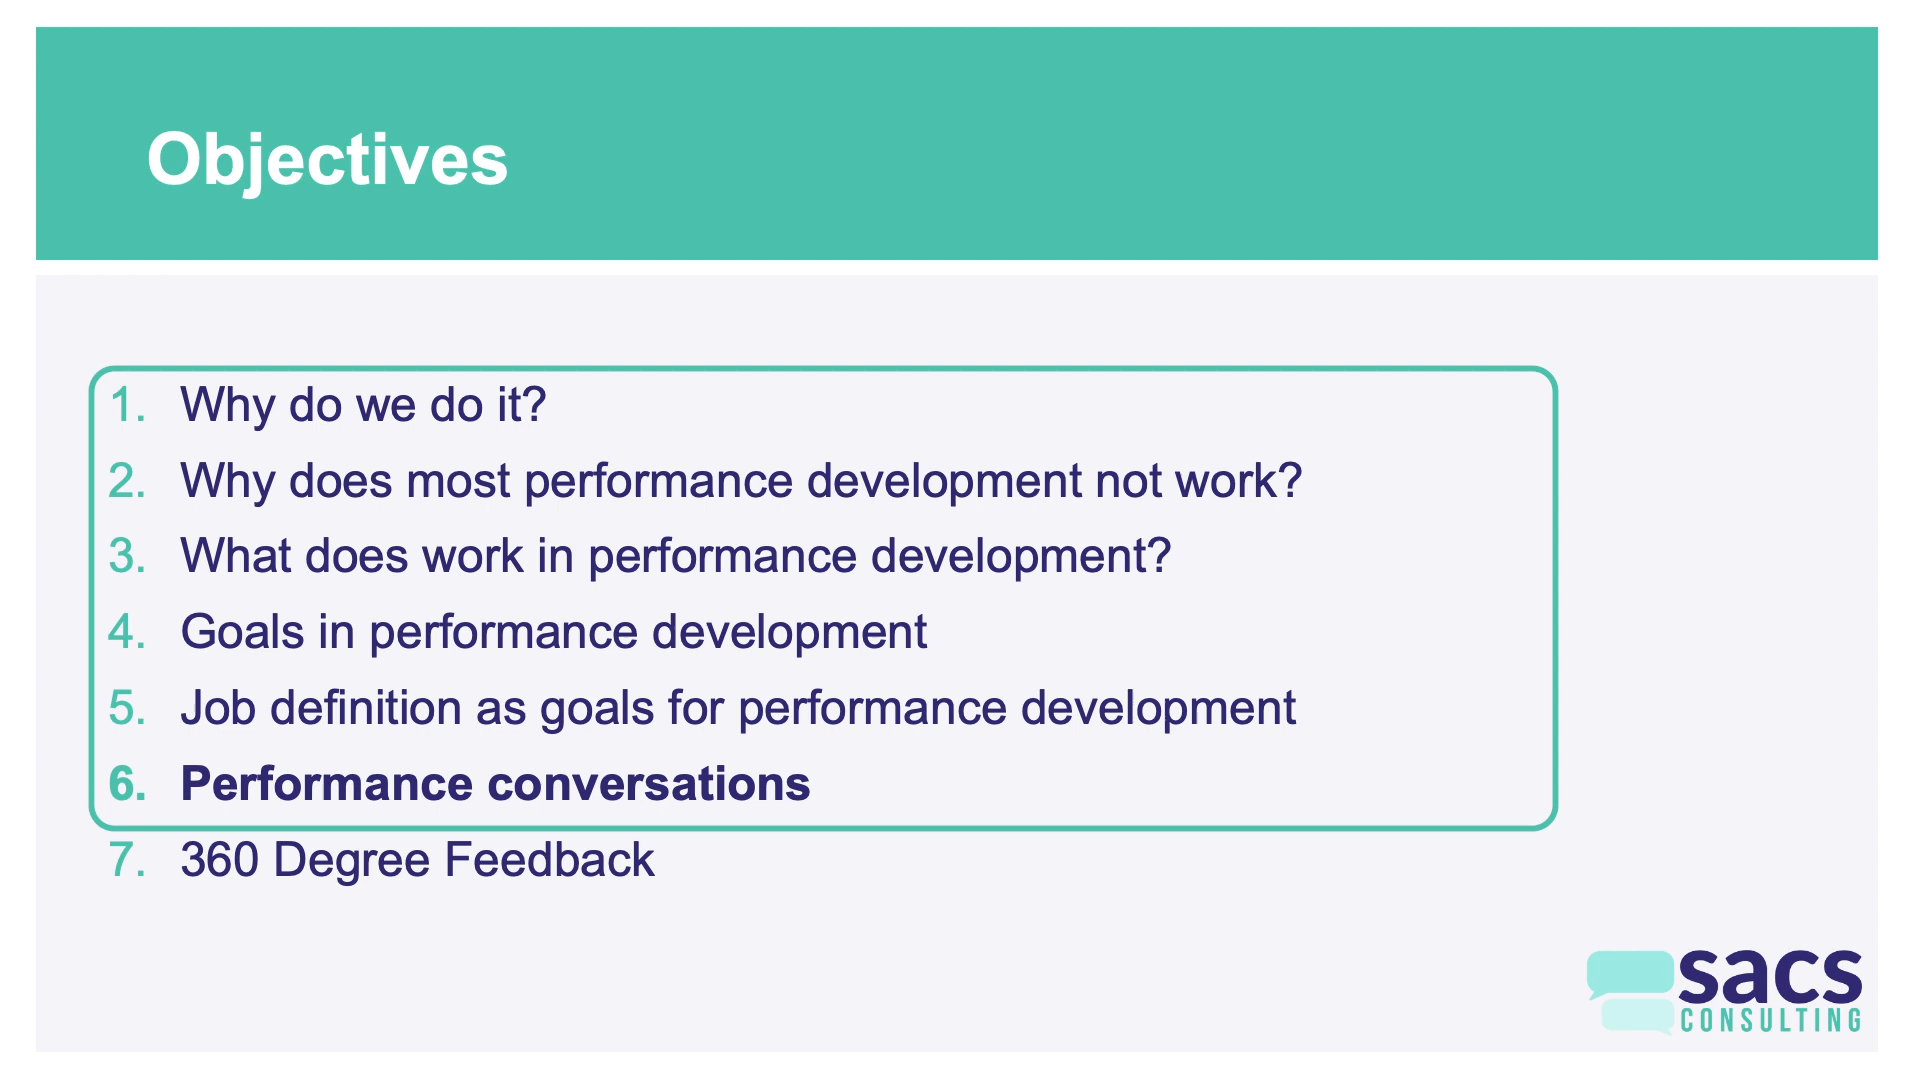 Objectives
1. Why do we do it?
2. Why does most performance development not work?
3. What does work in performance development?
4. Goals in performance development
5. Job definition as goals for performance development
6. Performance conversations
7. 360 Degree Feedback
sacs
CONSULTING